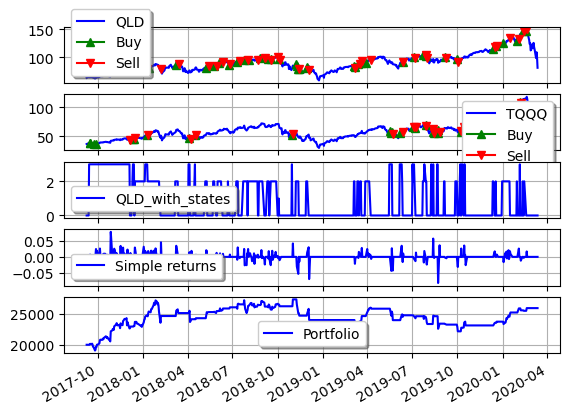 QLD
Buy
Sell
150
100
TQQQ
Buy
Sell
100
50
QLD_with_states
2
0
Simple returns
0.05
0.00
−0.05
Portfolio
25000
20000
2017-10
2018-01
2018-04
2018-07
2018-10
2019-01
2019-04
2019-07
2019-10
2020-01
2020-04